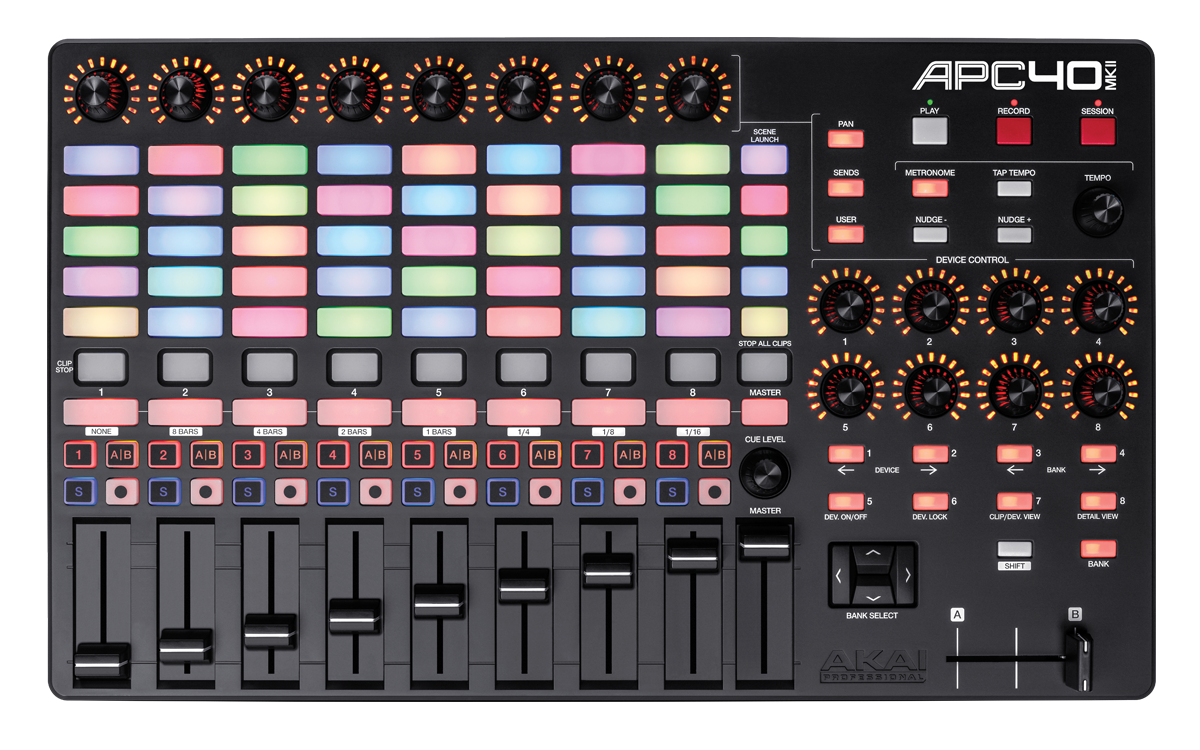 APC40 MKII
PLAY RECORD SESSION
PAN
SCENE
LAUNCH
SENDS METRONOME TAP TEMPO TEMPO
USER NUDGE - NUDGE +
DEVICE CONTROL
1 2 3 4
STOP ALL CLIPS
CLIP
STOP
1 2 3 4 5 6 7 8 MASTER
5 6 7 8
NONE 8 BARS 4 BARS 2 BARS 1 BARS 1/4 1/8 1/16
CUE LEVEL
1 A|B 2 A|B 3 A|B 4 A|B 5 A|B 6 A|B 7 A|B 8 A|B
1 2 3 4
DEVICE BANK
S S S S S S S S
5 6 7 8
MASTER
DEV. ON/OFF DEV. LOCK CLIP/DEV. VIEW DETAIL VIEW
SHIFT BANK
BANK SELECT
A B
AKAI
PROFESSIONAL